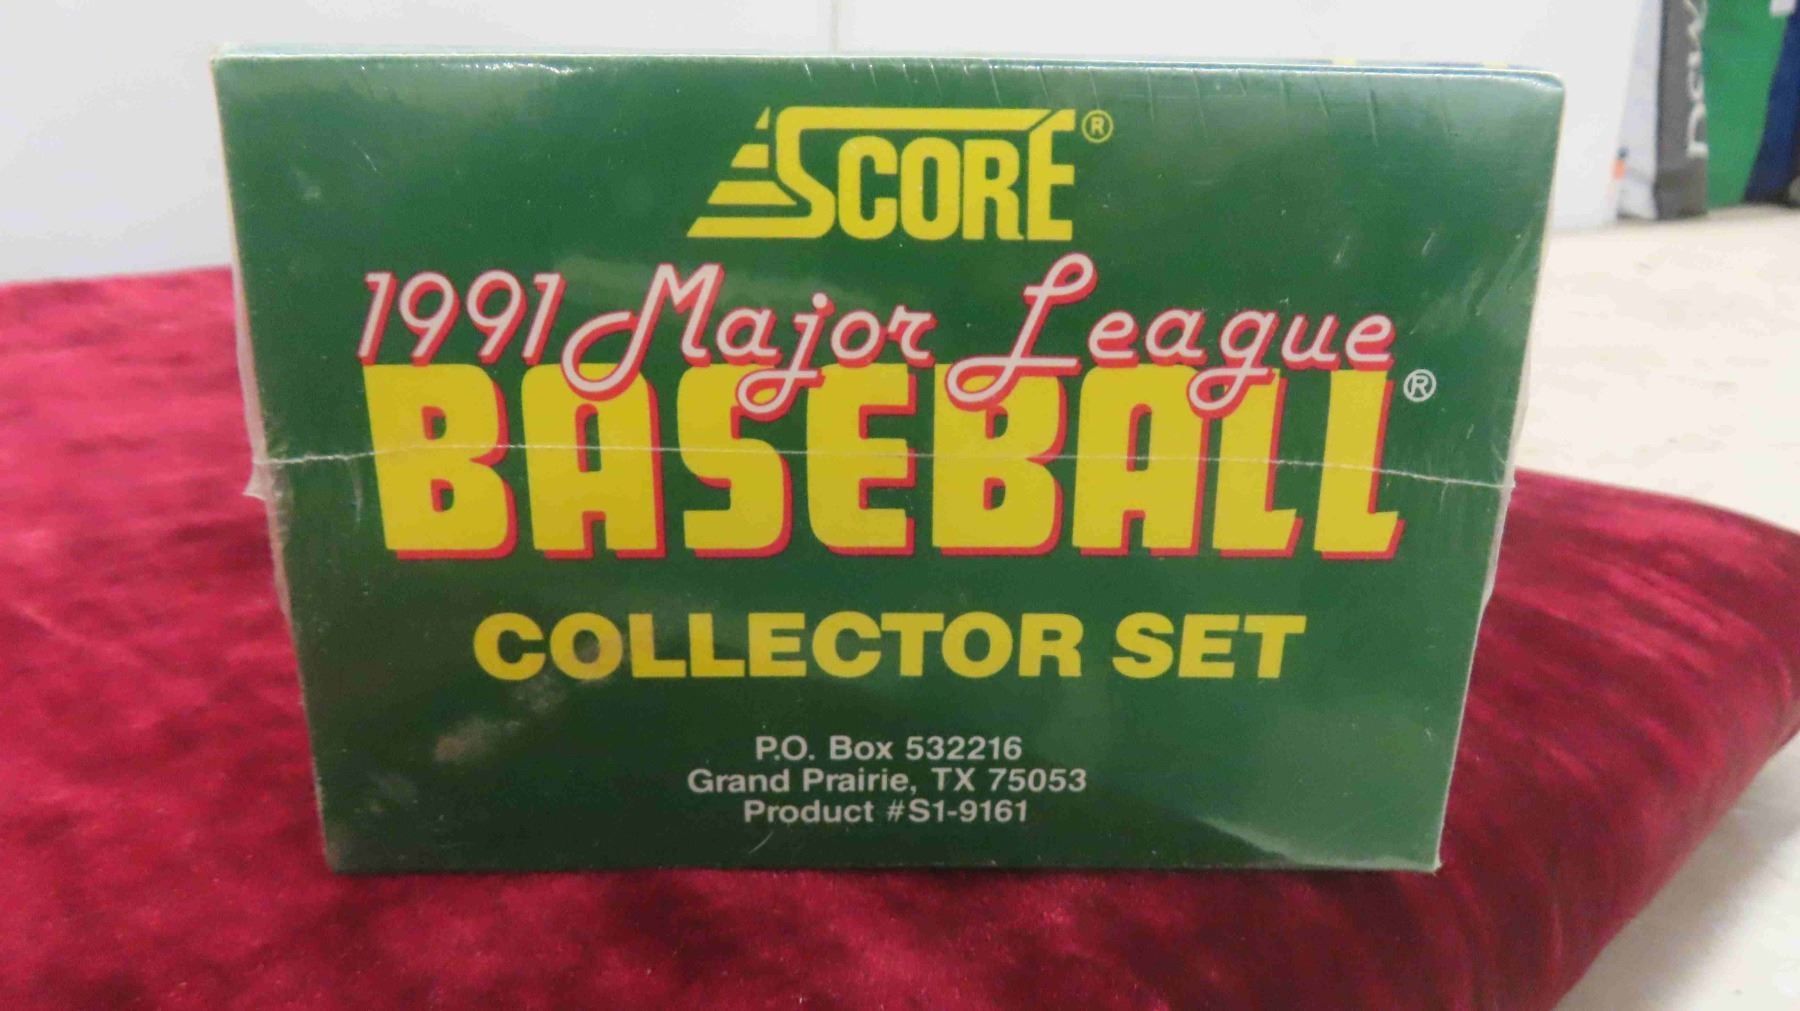 SCORE®
1991 Major League
BASEBALL®
COLLECTOR SET
P.O. Box 532216
Grand Prairie, TX 75053
Product #S1-9161